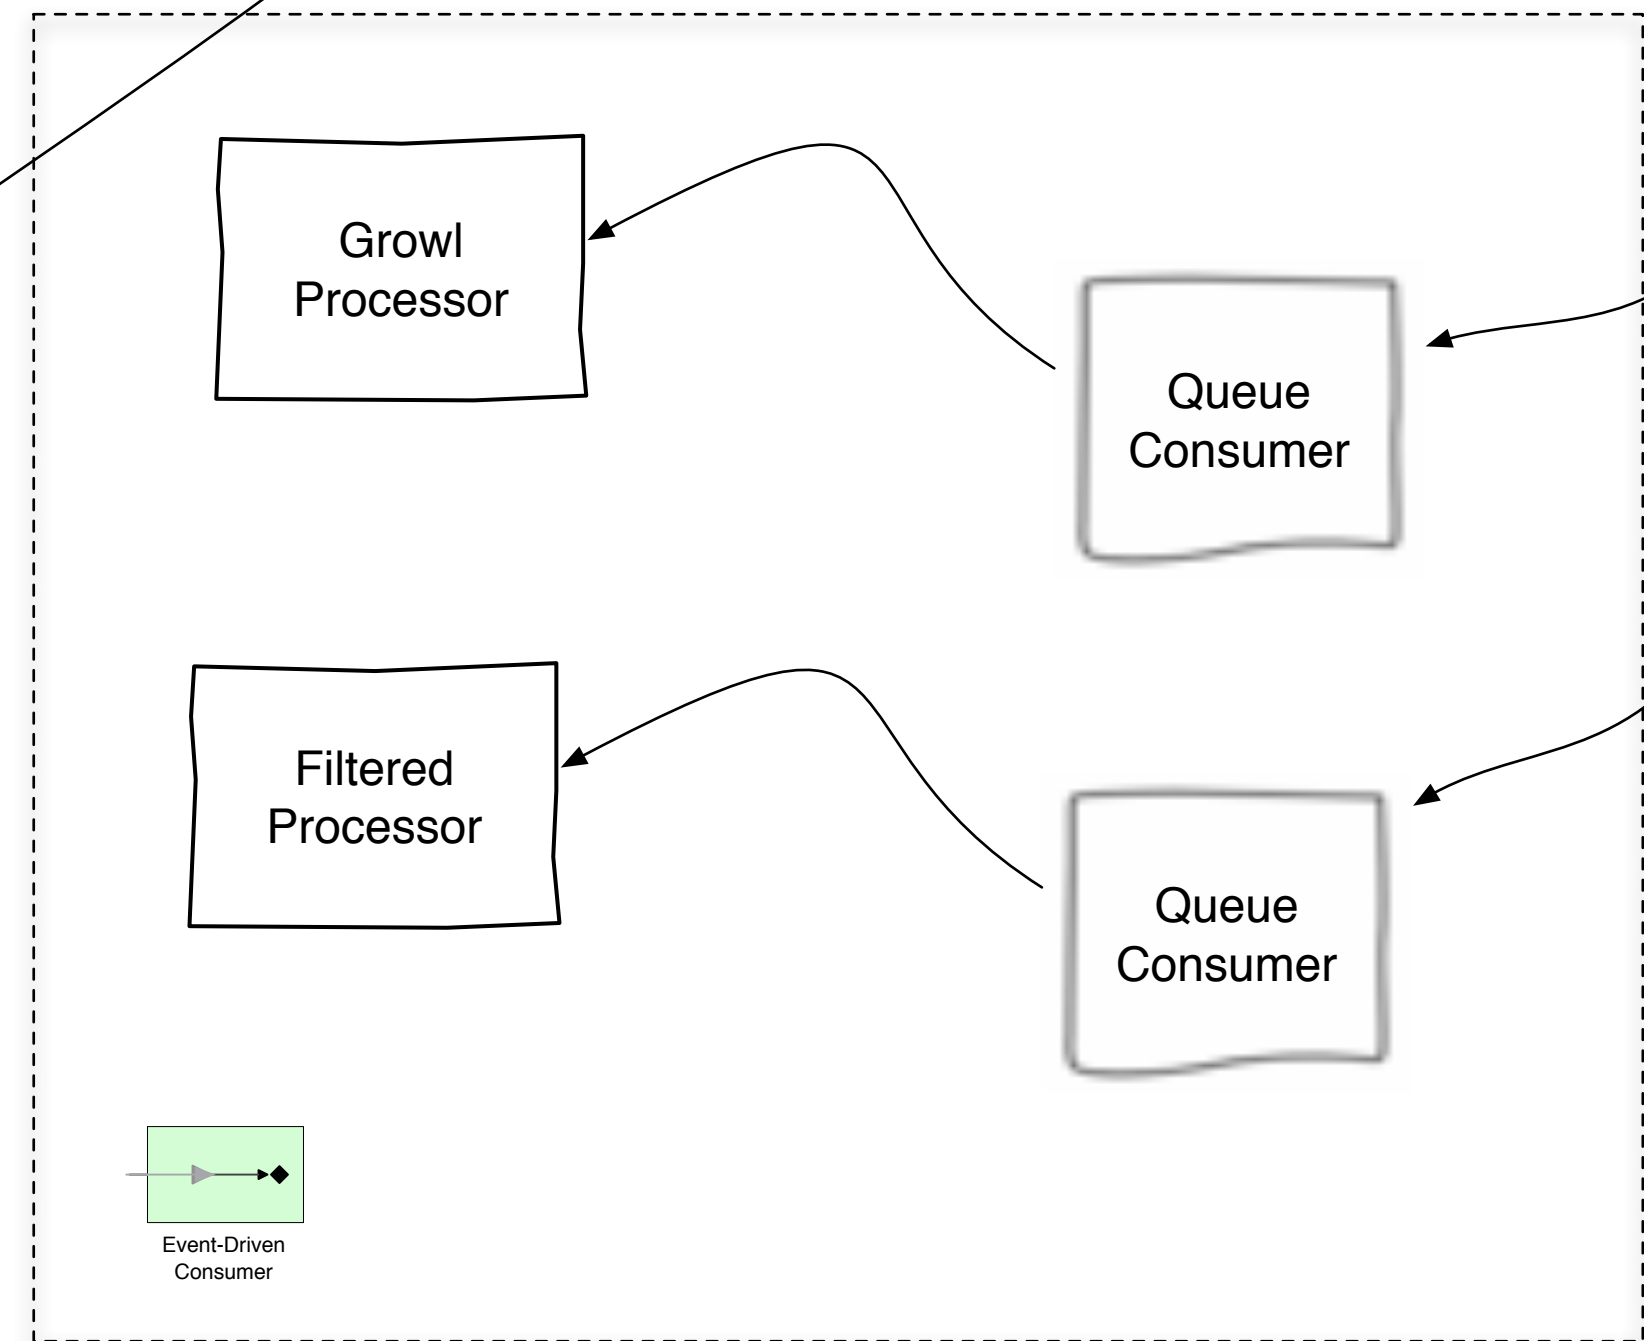 Growl
Processor
Queue
Consumer
Filtered
Processor
Queue
Consumer
Event-Driven
Consumer